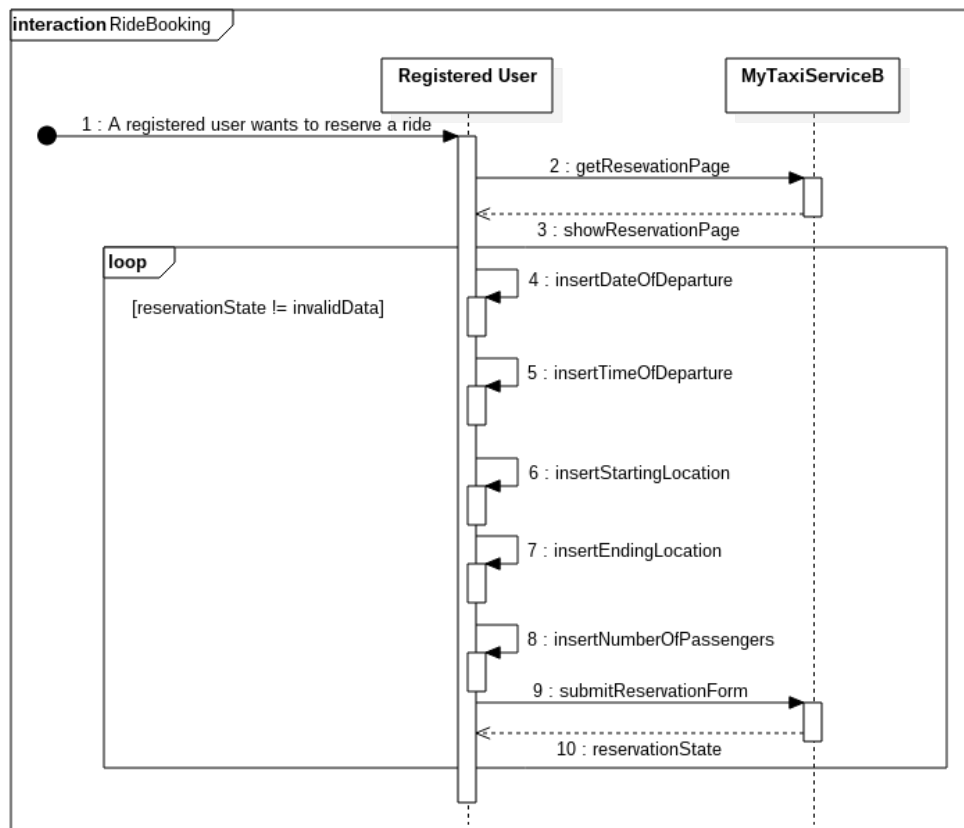 interaction RideBooking
Registered User
MyTaxiServiceB
1 : A registered user wants to reserve a ride
2 : getResevationPage
3 : showReservationPage
loop
[reservationState != invalidData]
4 : insertDateOfDeparture
5 : insertTimeOfDeparture
6 : insertStartingLocation
7 : insertEndingLocation
8 : insertNumberOfPassengers
9 : submitReservationForm
10 : reservationState